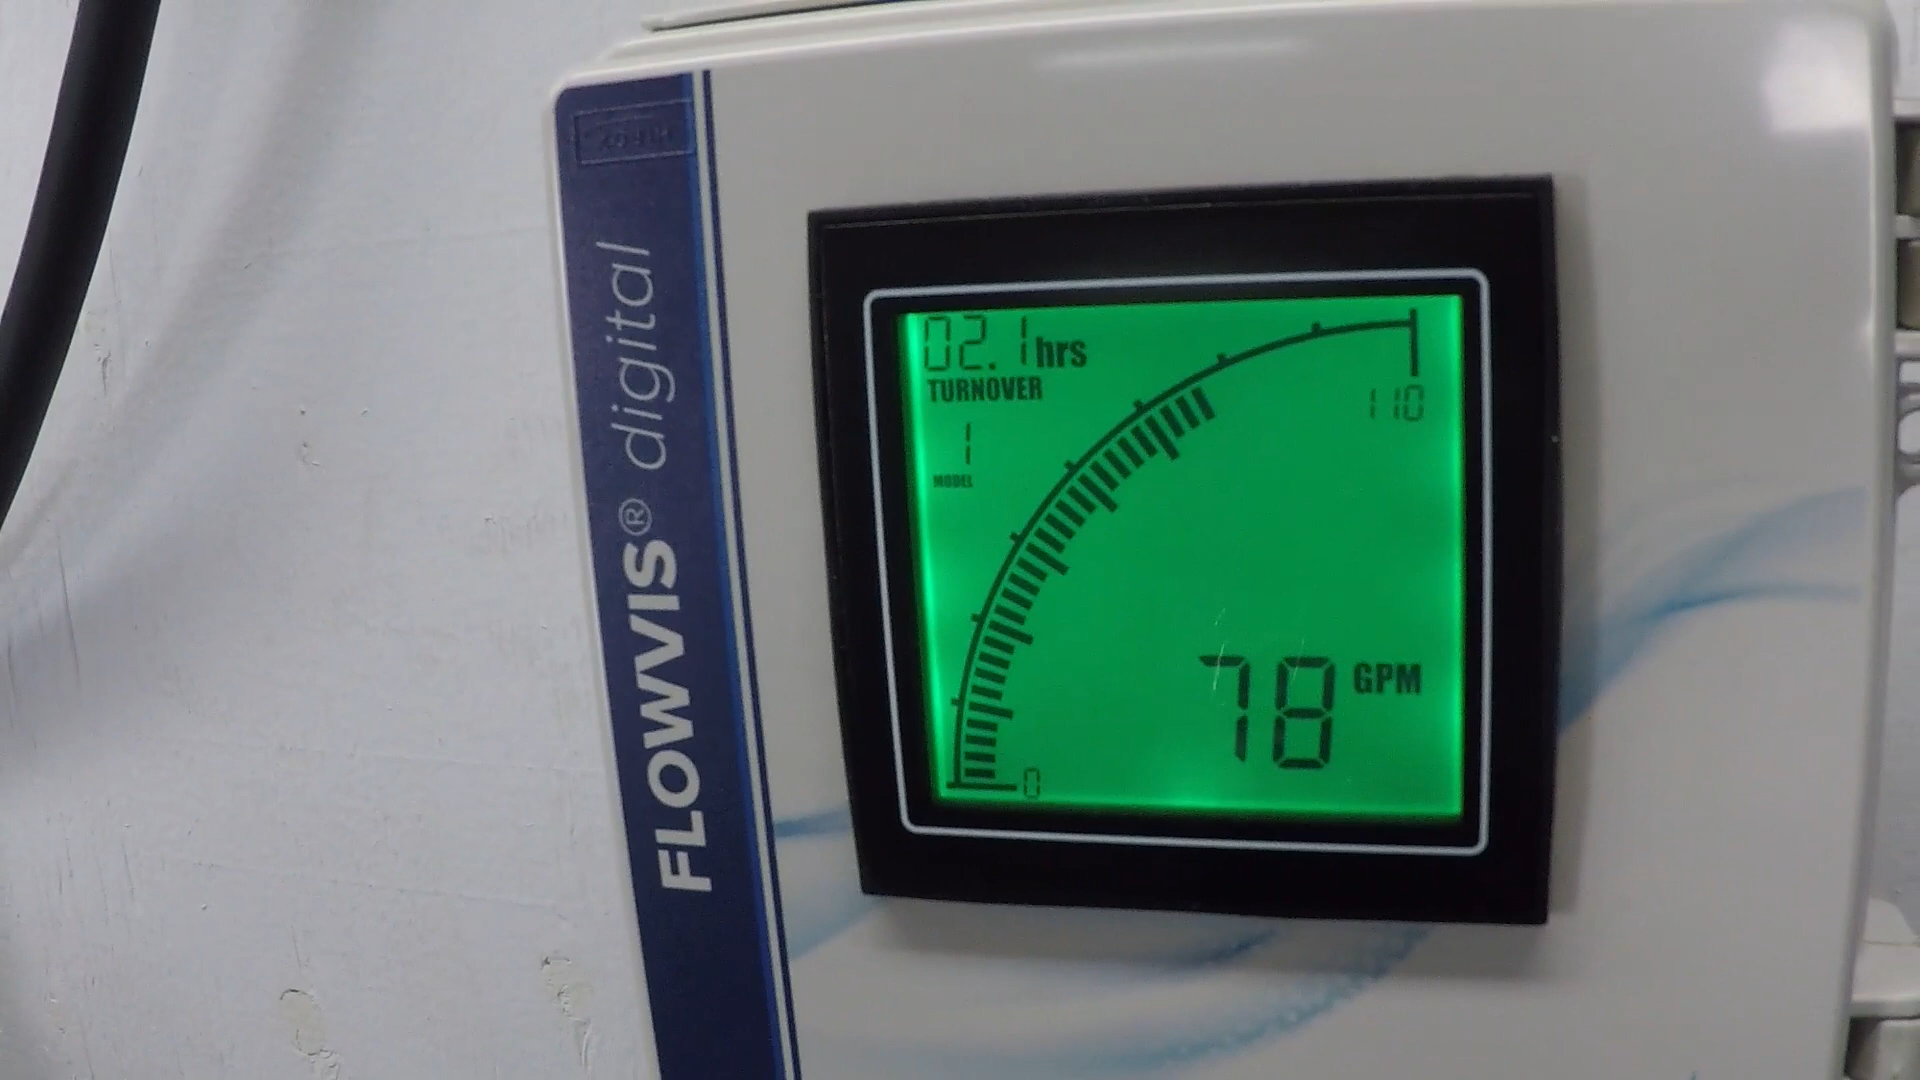 FLOWVIS® digital
02.1 hrs
TURNOVER
1
MODEL
110
78 GPM
0